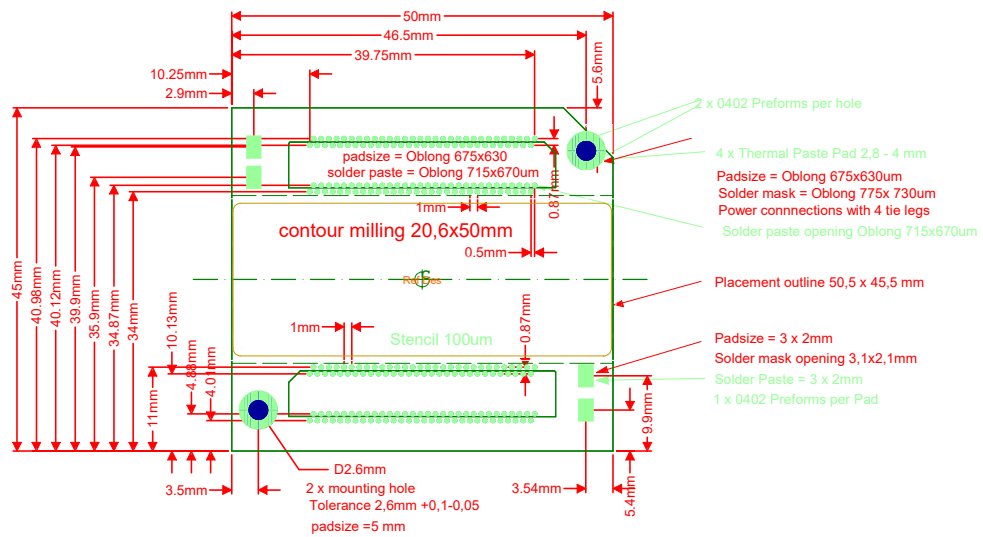 50mm
46.5mm
39.75mm
10.25mm
2.9mm
5.6mm
2 x 0402 Preforms per hole
4 x Thermal Paste Pad 2,8 - 4 mm
padsize = Oblong 675x630
solder paste = Oblong 715x670um
Padsize = Oblong 675x630um
Solder mask = Oblong 775x 730um
Power connnections with 4 tie legs
Solder paste opening Oblong 715x670um
0.87mm
1mm
contour milling 20,6x50mm
0.5mm
45mm
40.98mm
40.12mm
39.9mm
35.9mm
34.87mm
34mm
Ref Des
Placement outline 50,5 x 45,5 mm
10.13mm
1mm
Stencil 100um
0.87mm
Padsize = 3 x 2mm
Solder mask opening 3,1x2,1mm
Solder Paste = 3 x 2mm
1 x 0402 Preforms per Pad
11mm
4.88mm
4.01mm
9.9mm
D2.6mm
3.5mm
2 x mounting hole
Tolerance 2,6mm +0,1-0,05
padsize =5 mm
3.54mm
5.4mm